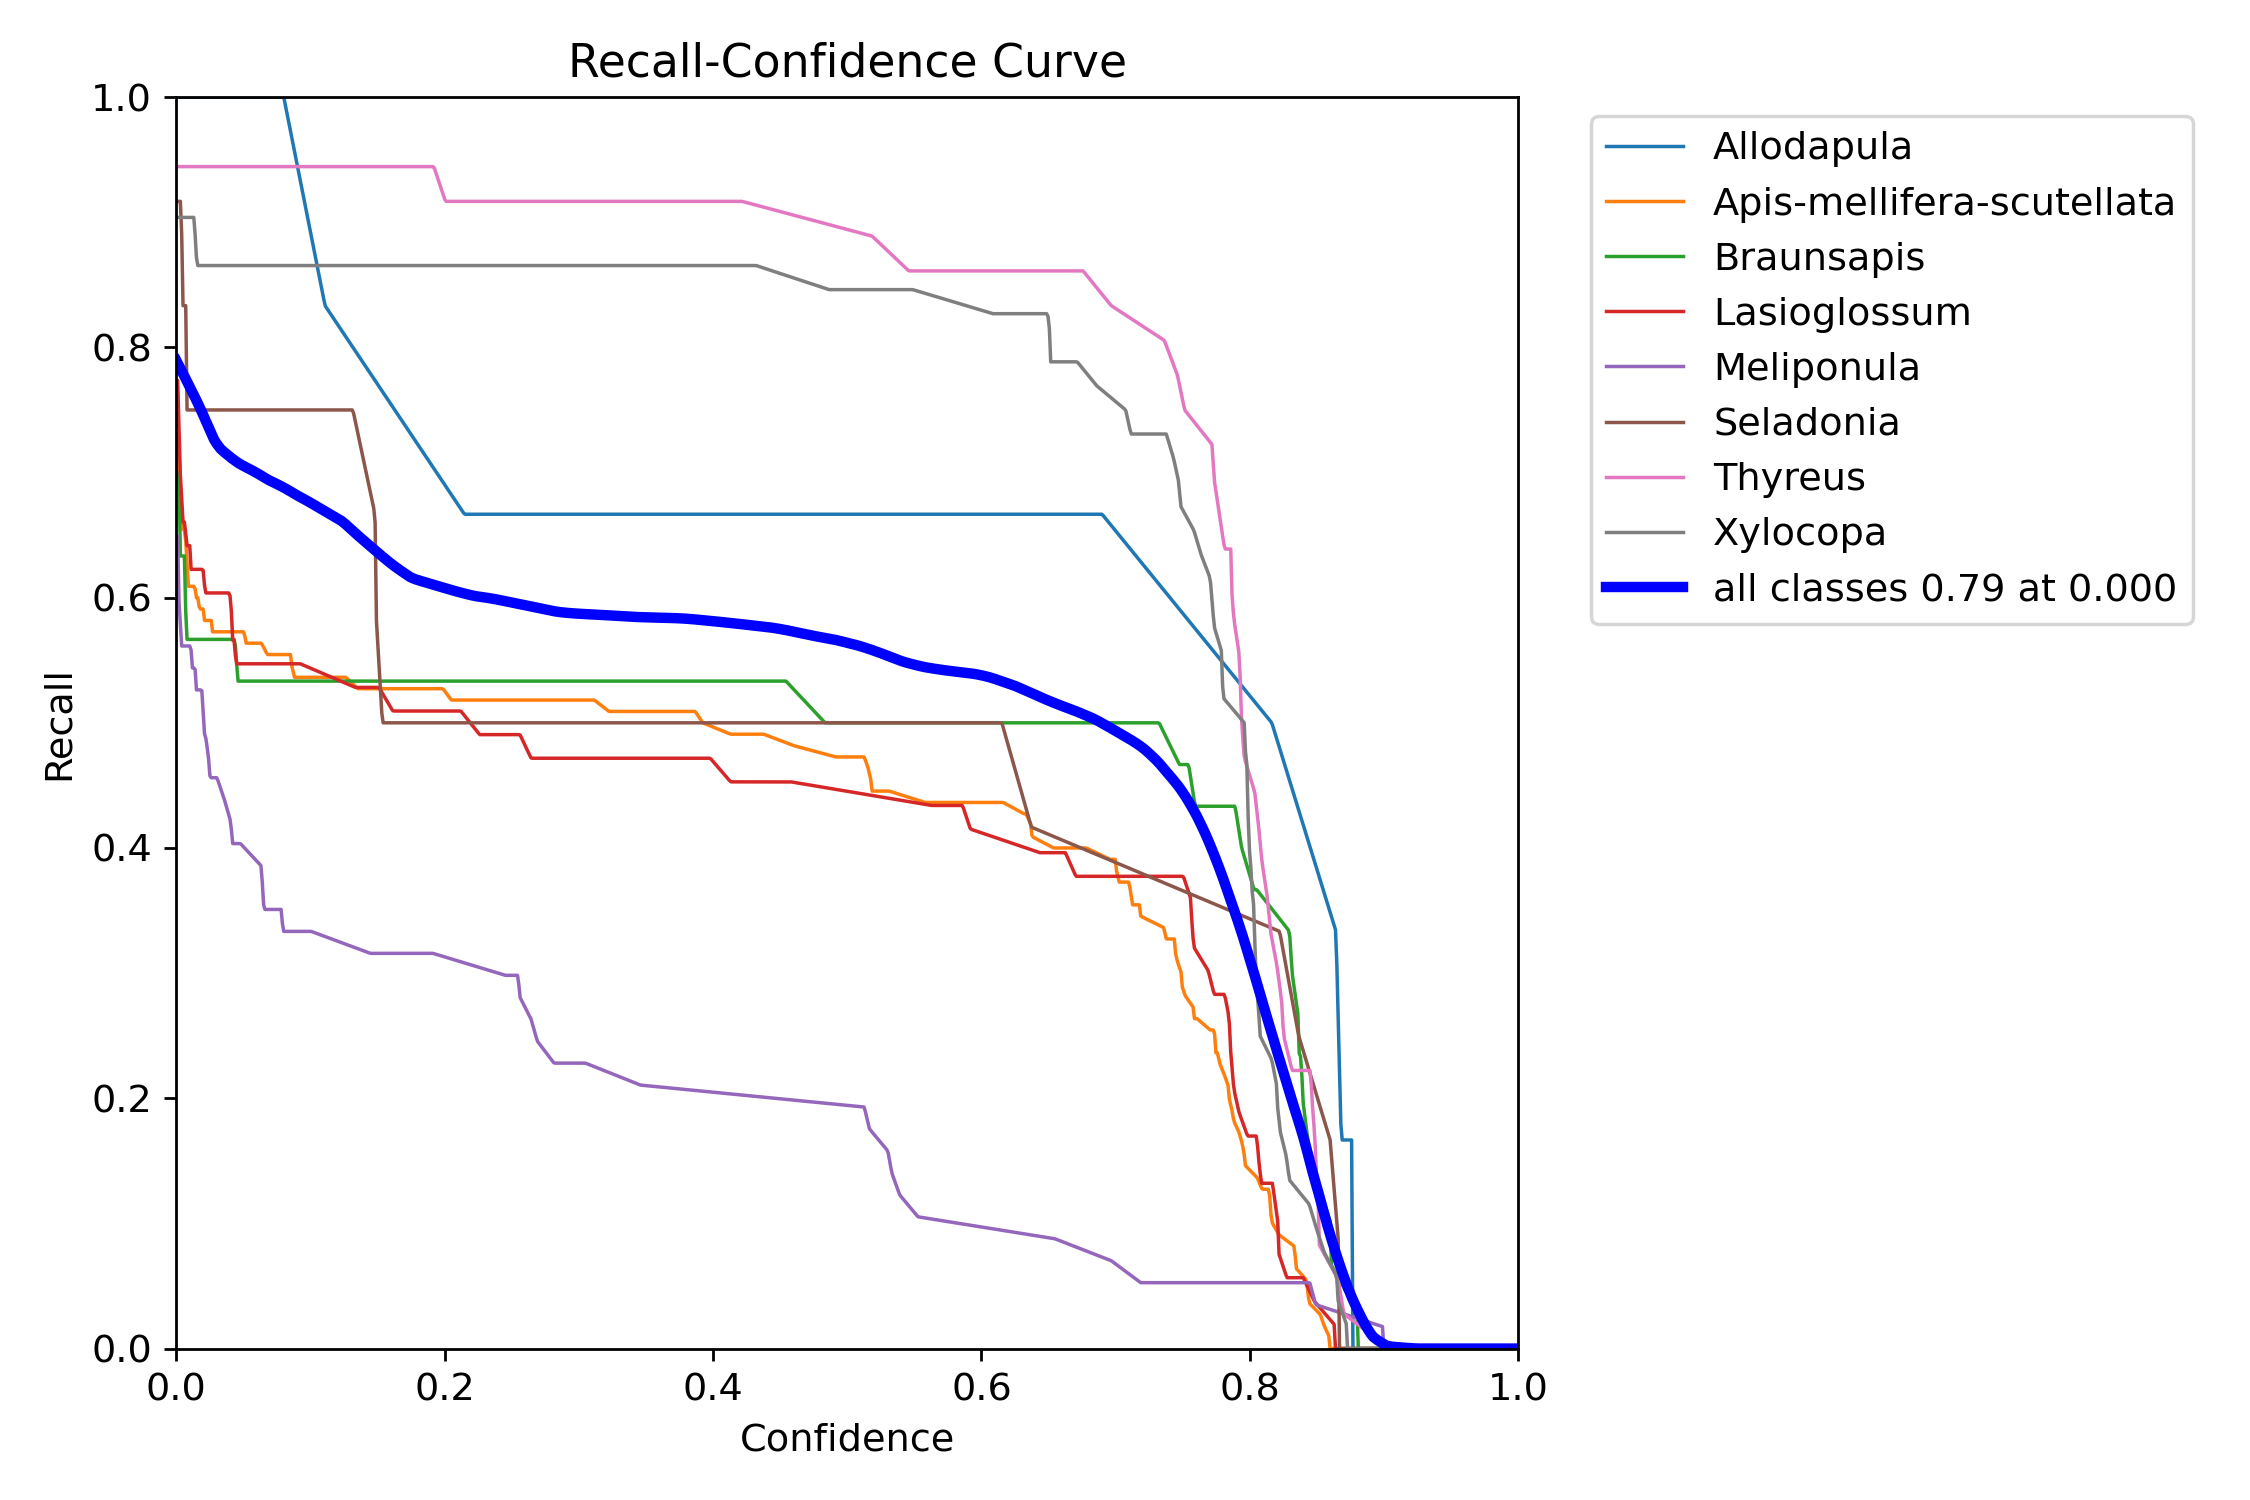 Recall-Confidence Curve
1.0
0.8
0.6
0.4
0.2
0.0
Recall
0.0 0.2 0.4 0.6 0.8 1.0
Confidence
Allodapula
Apis-mellifera-scutellata
Braunsapis
Lasioglossum
Meliponula
Seladonia
Thyreus
Xylocopa
all classes 0.79 at 0.000